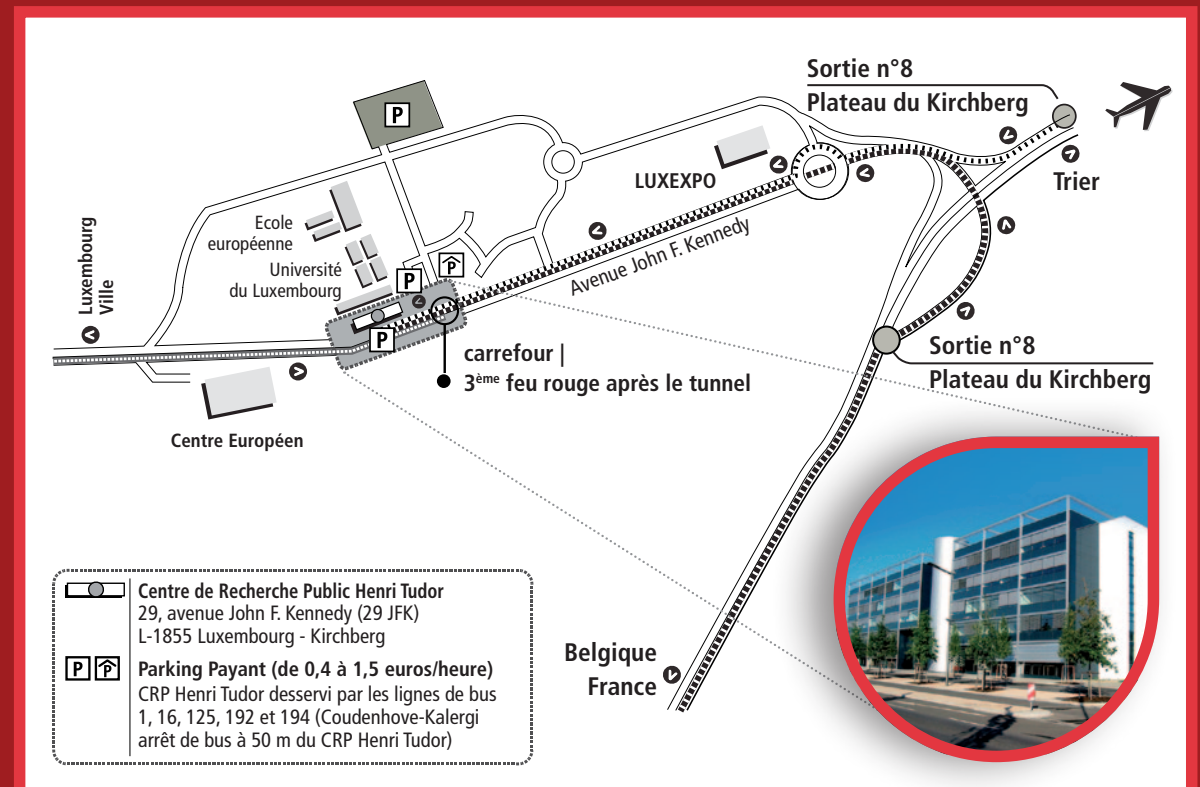 Sortie n°8
Plateau du Kirchberg
P
LUXEXPO
Trier
Ecole
européenne
Luxembourg
Ville
Université
du Luxembourg
P
P
Avenue John F. Kennedy
P
carrefour |
3ème feu rouge après le tunnel
Sortie n°8
Plateau du Kirchberg
Centre Européen
Centre de Recherche Public Henri Tudor
29, avenue John F. Kennedy (29 JFK)
L-1855 Luxembourg - Kirchberg
P P Parking Payant (de 0,4 à 1,5 euros/heure)
CRP Henri Tudor desservi par les lignes de bus
1, 16, 125, 192 et 194 (Coudenhove-Kalergi
arrêt de bus à 50 m du CRP Henri Tudor)
Belgique
France